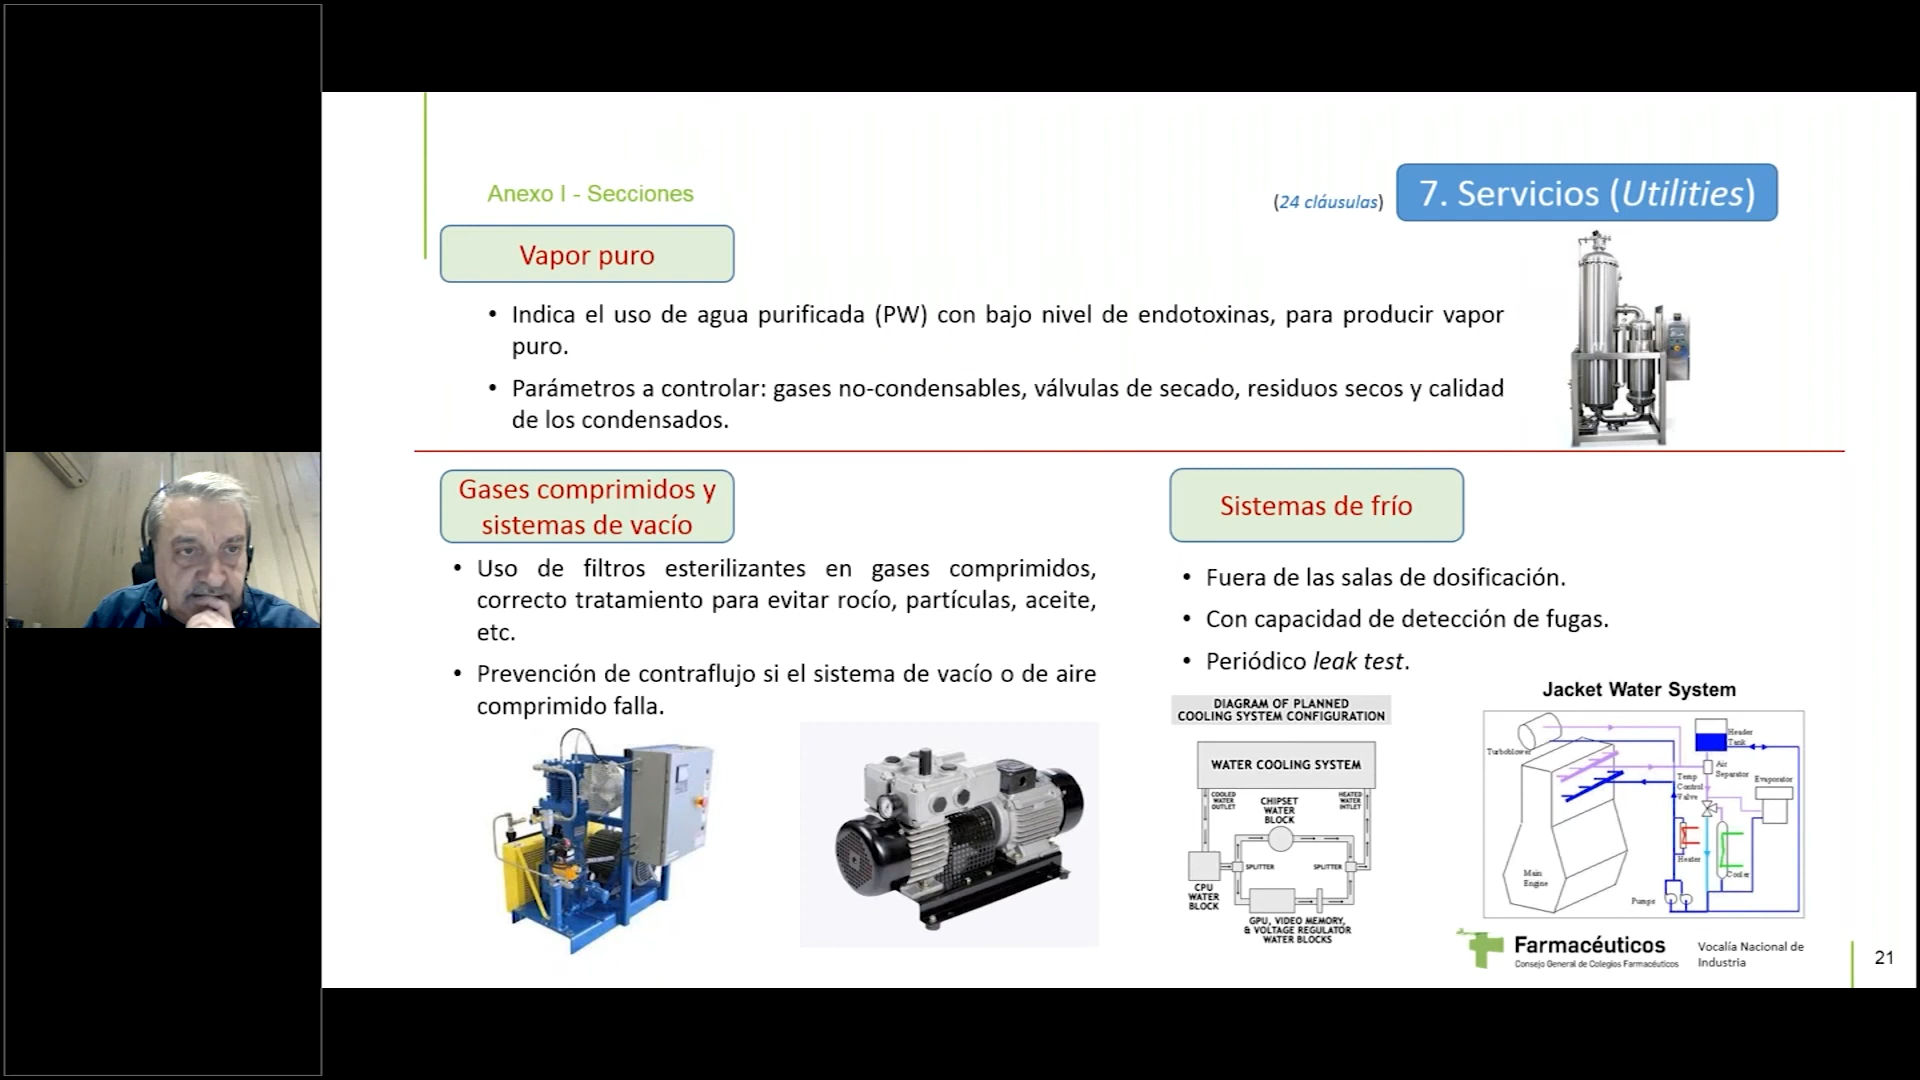 Anexo I - Secciones
(24 cláusulas)
7. Servicios (Utilities)
Vapor puro
• Indica el uso de agua purificada (PW) con bajo nivel de endotoxinas, para producir vapor
puro.
• Parámetros a controlar: gases no-condensables, válvulas de secado, residuos secos y calidad
de los condensados.
Gases comprimidos y
sistemas de vacío
• Uso de filtros esterilizantes en gases comprimidos,
correcto tratamiento para evitar rocío, partículas, aceite,
etc.
• Prevención de contraflujo si el sistema de vacío o de aire
comprimido falla.
Sistemas de frío
• Fuera de las salas de dosificación.
• Con capacidad de detección de fugas.
• Periódico leak test.
DIAGRAM OF PLANNED
COOLING SYSTEM CONFIGURATION
WATER COOLING SYSTEM
COOLED
WATER
OUTLET
CHIPSET
WATER
BLOCK
HEATED
WATER
INTLET
SPLITTER
SPLITTER
CPU
WATER
BLOCK
GPU, VIDEO MEMORY,
& VOLTAGE REGULATOR
WATER BLOCKS
Jacket Water System
Turboblower
Header
Tank
Air
Separator
Temp
Control
Valve
Evaporator
Heater
Cooler
Main
Engine
Pumps
Farmacéuticos
Consejo General de Colegios Farmacéuticos
Vocalía Nacional de
Industria
21